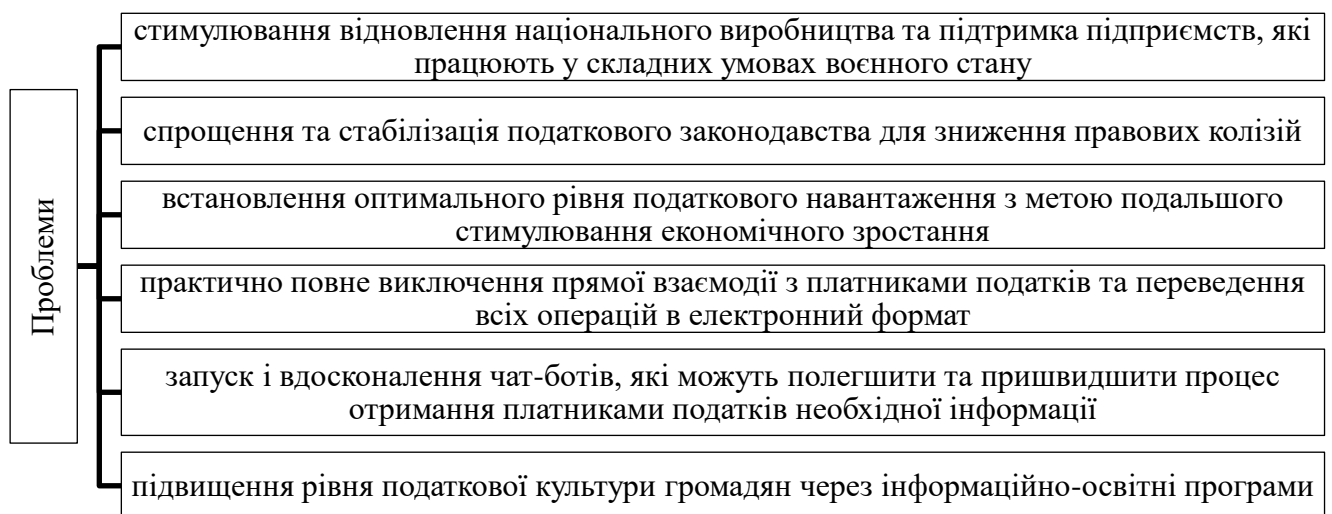 Проблеми
стимулювання відновлення національного виробництва та підтримка підприємств, які
працюють у складних умовах воєнного стану
спрощення та стабілізація податкового законодавства для зниження правових колізій
встановлення оптимального рівня податкового навантаження з метою подальшого
стимулювання економічного зростання
практично повне виключення прямої взаємодії з платниками податків та переведення
всіх операцій в електронний формат
запуск і вдосконалення чат-ботів, які можуть полегшити та пришвидшити процес
отримання платниками податків необхідної інформації
підвищення рівня податкової культури громадян через інформаційно-освітні програми